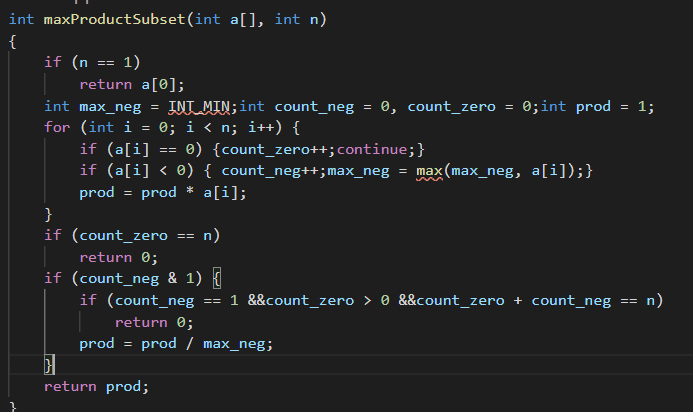 int maxProductSubset(int a[], int n)
{
    if (n == 1)
        return a[0];
    int max_neg = INT_MIN;int count_neg = 0, count_zero = 0;int prod = 1;
    for (int i = 0; i < n; i++) {
        if (a[i] == 0) {count_zero++;continue;}
        if (a[i] < 0) { count_neg++;max_neg = max(max_neg, a[i]);}
        prod = prod * a[i];
    }
    if (count_zero == n)
        return 0;
    if (count_neg & 1) {
        if (count_neg == 1 &&count_zero > 0 &&count_zero + count_neg == n)
            return 0;
        prod = prod / max_neg;
    }
    return prod;
}